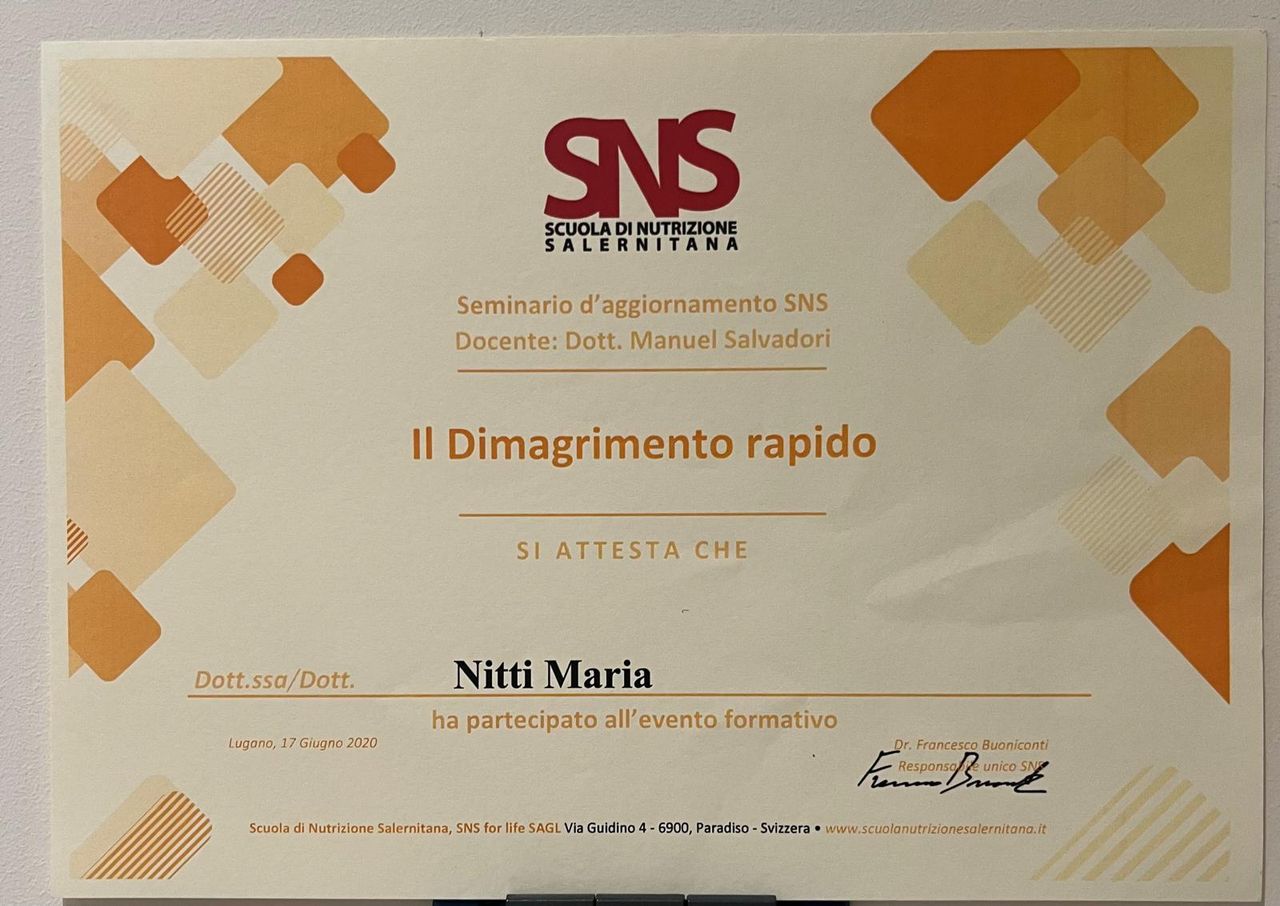 SNS
SCUOLA DI NUTRIZIONE
SALERNITANA
Seminario d'aggiornamento SNS
Docente: Dott. Manuel Salvadori
Il Dimagrimento rapido
SI ATTESTA CHE
Dott.ssa/Dott. Nitti Maria
ha partecipato all'evento formativo
Lugano, 17 Giugno 2020
Dr. Francesco Buoniconti
Responsabile unico SNS
Scuola di Nutrizione Salernitana, SNS for life SAGL Via Guidino 4 - 6900, Paradiso - Svizzera • www.scuolanutrizionesalernitana.it